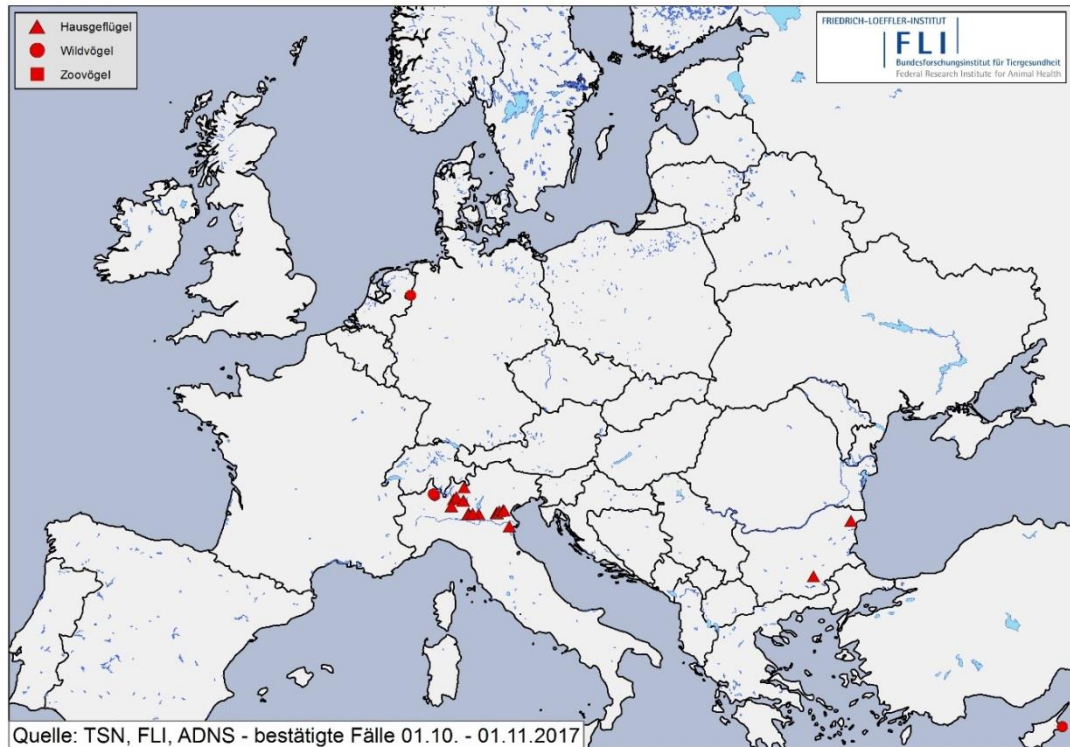 Hausgeflügel
Wildvögel
Zoovögel
FRIEDRICH-LOEFFLER-INSTITUT
FLI
Bundesforschungsinstitut für Tiergesundheit
Federal Research Institute for Animal Health
Quelle: TSN, FLI, ADNS - bestätigte Fälle 01.10. - 01.11.2017